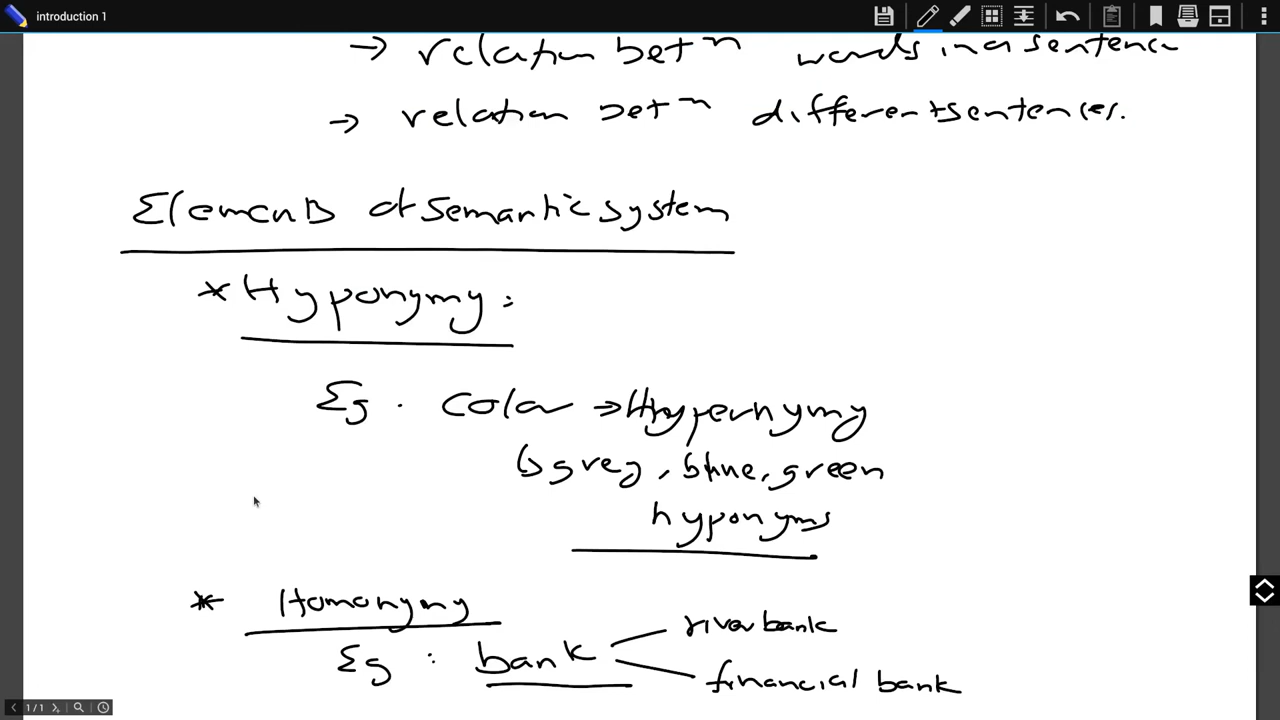 introduction 1
→ relation betⁿ words in a sentence
→ relation betⁿ different sentences.
Elements of semantic system
* Hyponymy :
Eg . Color → Hypernymy
↳ grey, blue, green
hyponyms
* Homonymy
river bank
Eg : bank
financial bank
1/1